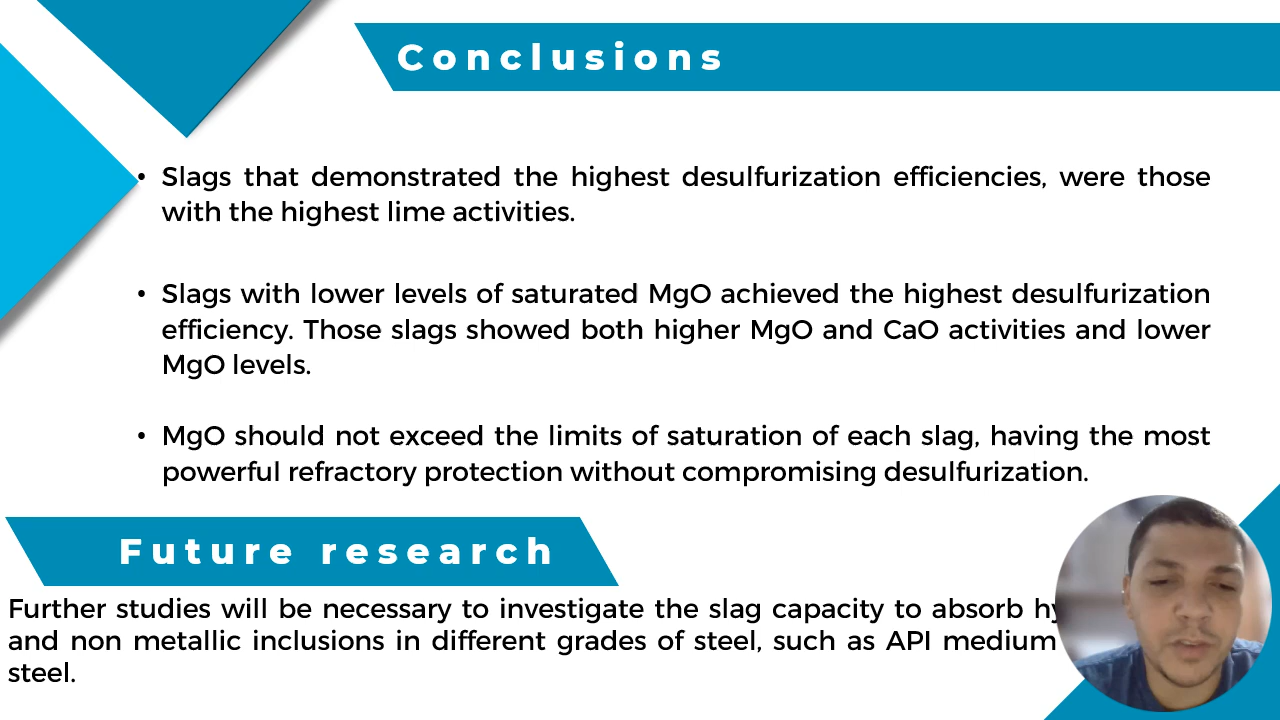 Conclusions
• Slags that demonstrated the highest desulfurization efficiencies, were those
with the highest lime activities.
• Slags with lower levels of saturated MgO achieved the highest desulfurization
efficiency. Those slags showed both higher MgO and CaO activities and lower
MgO levels.
• MgO should not exceed the limits of saturation of each slag, having the most
powerful refractory protection without compromising desulfurization.
Future research
Further studies will be necessary to investigate the slag capacity to absorb
and non metallic inclusions in different grades of steel, such as API medium
steel.